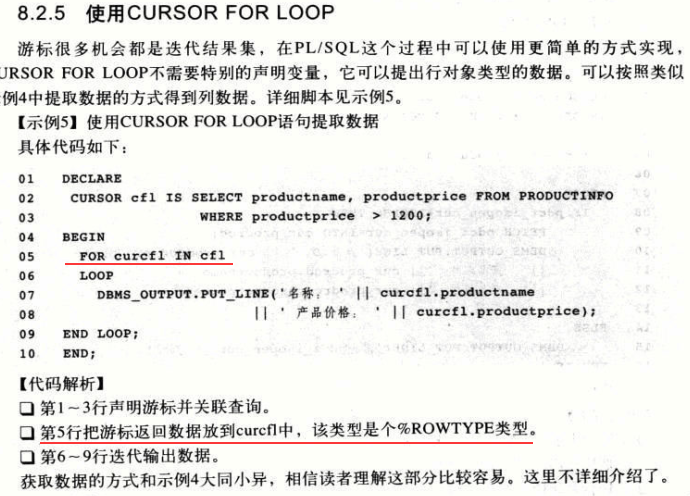 8.2.5 使用CURSOR FOR LOOP
游标很多机会都是迭代结果集，在PL/SQL这个过程中可以使用更简单的方式实现，
URSOR FOR LOOP不需要特别的声明变量，它可以提出行对象类型的数据。可以按照类似
例4中提取数据的方式得到列数据。详细脚本见示例5。
【示例5】使用CURSOR FOR LOOP语句提取数据
具体代码如下：
01 DECLARE
02 CURSOR cfl IS SELECT productname, productprice FROM PRODUCTINFO
03 WHERE productprice > 1200;
04 BEGIN
05 FOR curcfl IN cfl
06 LOOP
07 DBMS_OUTPUT.PUT_LINE('名称： ' || curcfl.productname
08 || ' 产品价格： ' || curcfl.productprice);
09 END LOOP;
10 END;
【代码解析】
❏ 第1～3行声明游标并关联查询。
❏ 第5行把游标返回数据放到curcfl中，该类型是个%ROWTYPE类型。
❏ 第6～9行迭代输出数据。
获取数据的方式和示例4大同小异，相信读者理解这部分比较容易。这里不详细介绍了。